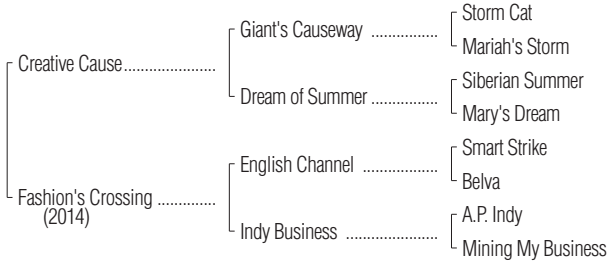 Storm Cat
Giant's Causeway ................
Mariah's Storm
Creative Cause......................
Siberian Summer
Dream of Summer ................
Mary's Dream
Smart Strike
English Channel ..................
Belva
Fashion's Crossing ..............
(2014)
A.P. Indy
Indy Business ......................
Mining My Business